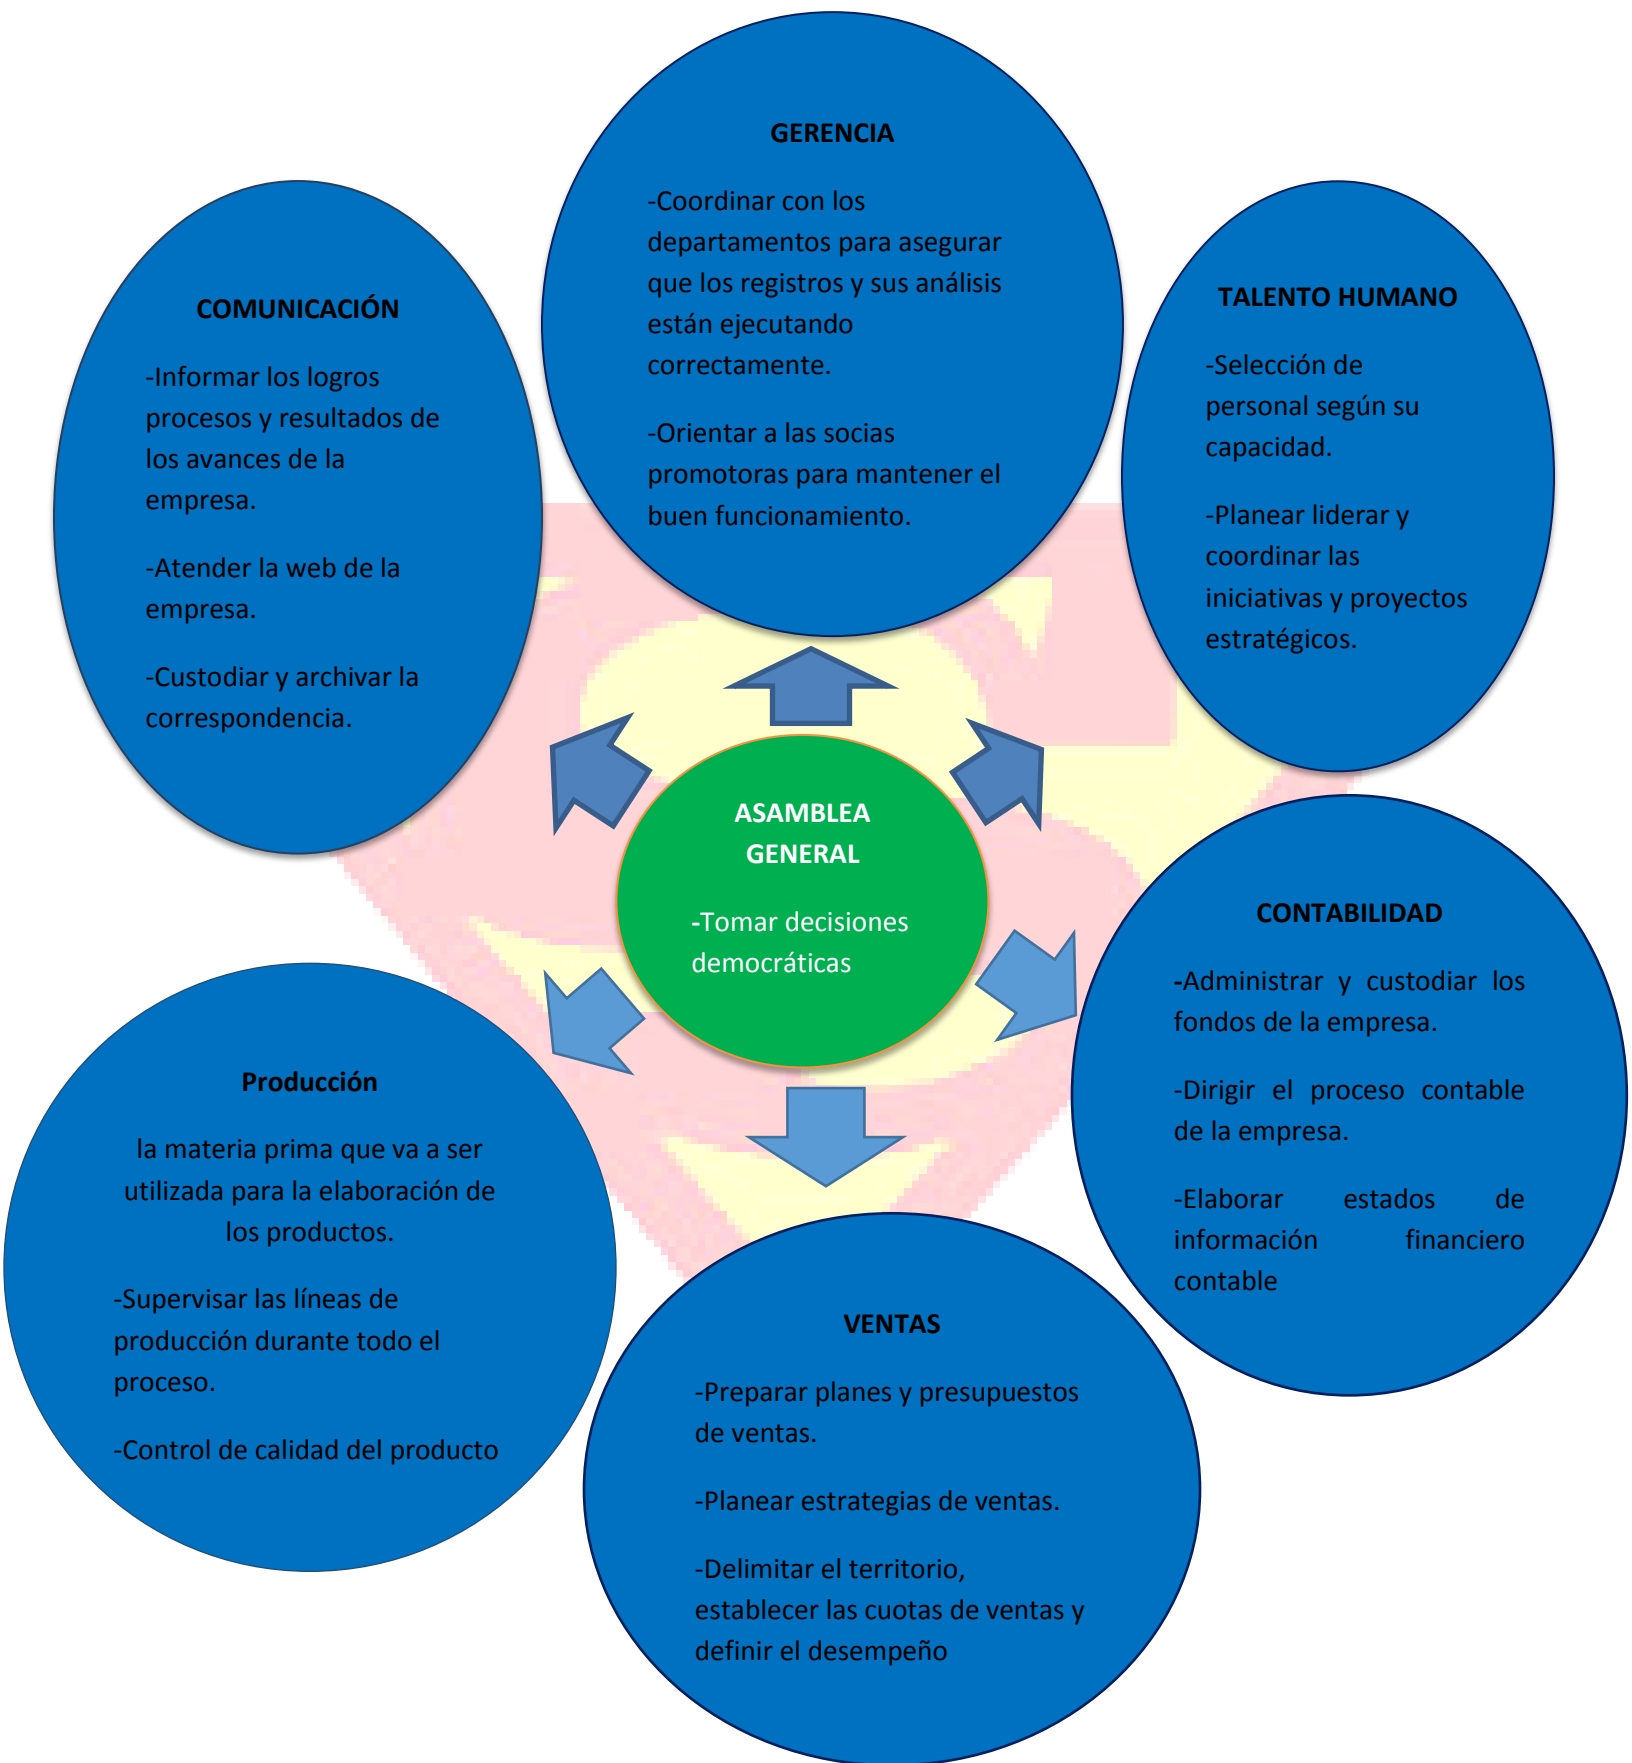 GERENCIA
-Coordinar con los
departamentos para asegurar
que los registros y sus análisis
están ejecutando
correctamente.
-Orientar a las socias
promotoras para mantener el
buen funcionamiento.
COMUNICACIÓN
-Informar los logros
procesos y resultados de
los avances de la
empresa.
-Atender la web de la
empresa.
-Custodiar y archivar la
correspondencia.
TALENTO HUMANO
-Selección de
personal según su
capacidad.
-Planear liderar y
coordinar las
iniciativas y proyectos
estratégicos.
ASAMBLEA
GENERAL
-Tomar decisiones
democráticas
CONTABILIDAD
-Administrar y custodiar los
fondos de la empresa.
-Dirigir el proceso contable
de la empresa.
-Elaborar estados de
información financiero
contable
Producción
la materia prima que va a ser
utilizada para la elaboración de
los productos.
-Supervisar las líneas de
producción durante todo el
proceso.
-Control de calidad del producto
VENTAS
-Preparar planes y presupuestos
de ventas.
-Planear estrategias de ventas.
-Delimitar el territorio,
establecer las cuotas de ventas y
definir el desempeño